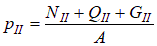 p_II = (N_II + Q_II + G_II) / A